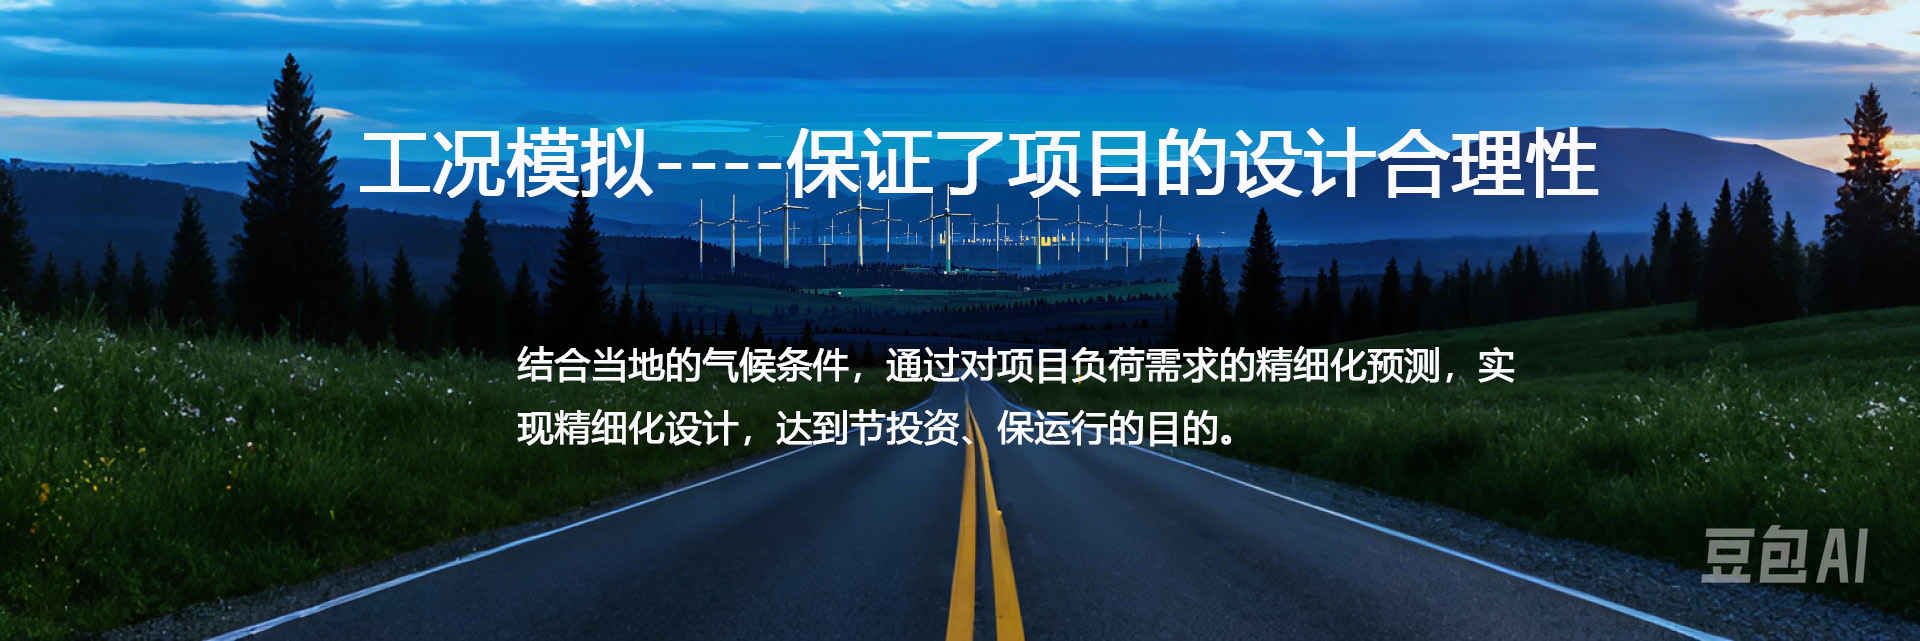 工况模拟----保证了项目的设计合理性
结合当地的气候条件，通过对项目负荷需求的精细化预测，实
现精细化设计，达到节投资、保运行的目的。
豆包AI